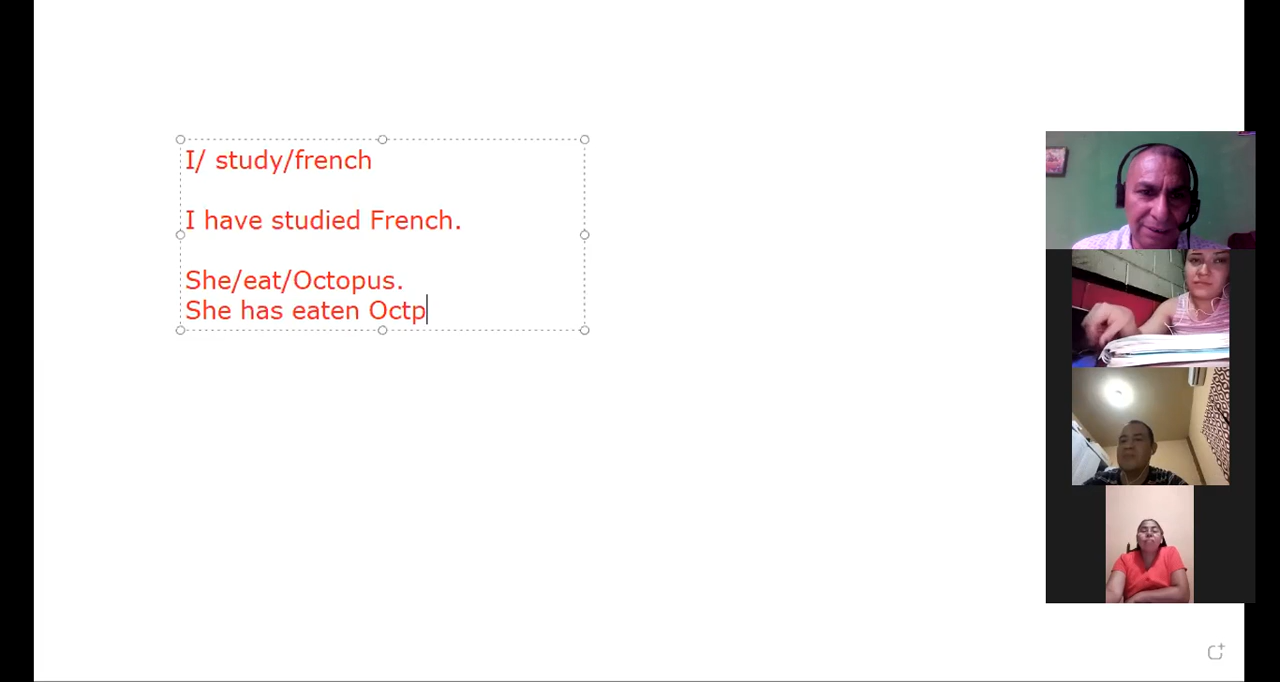 I/ study/french
I have studied French.
She/eat/Octopus.
She has eaten Octp